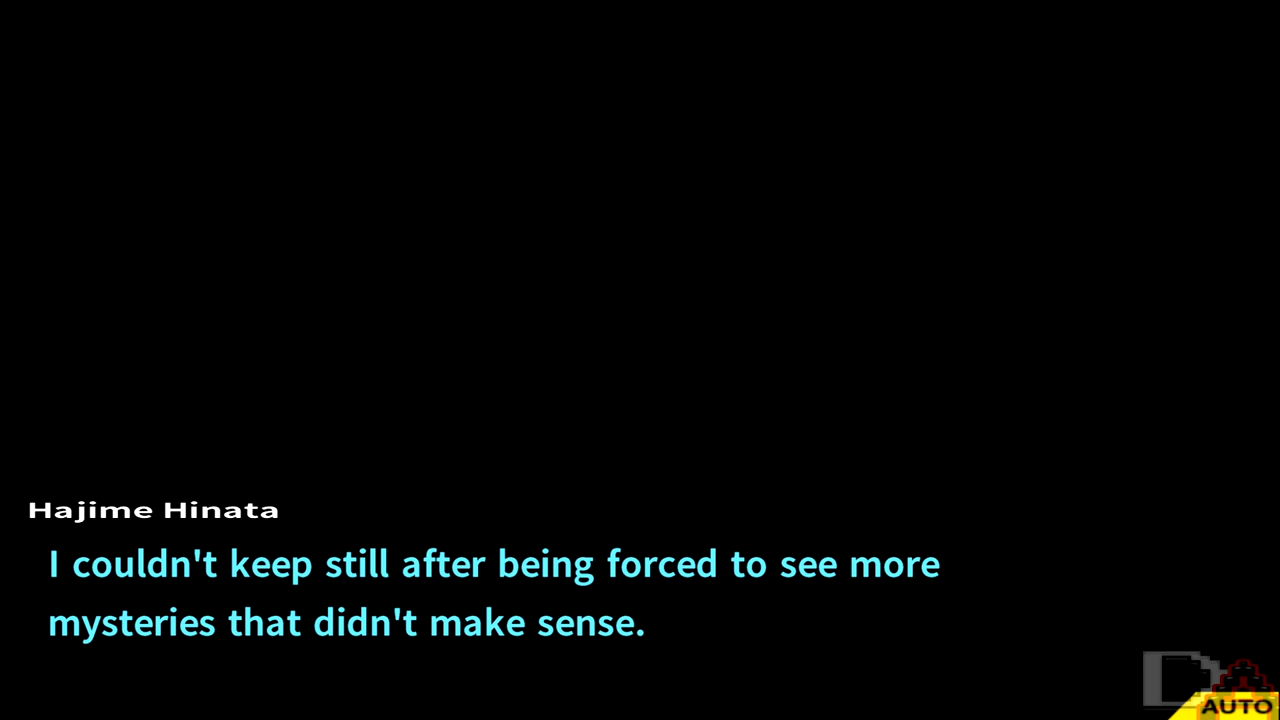 Hajime Hinata
I couldn't keep still after being forced to see more
mysteries that didn't make sense.
AUTO